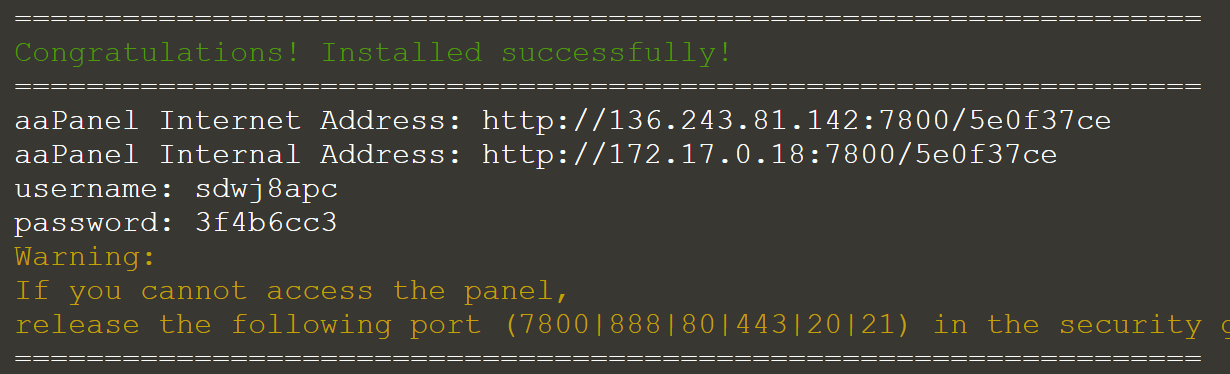 ==================================================================
Congratulations! Installed successfully!
==================================================================
aaPanel Internet Address: http://136.243.81.142:7800/5e0f37ce
aaPanel Internal Address: http://172.17.0.18:7800/5e0f37ce
username: sdwj8apc
password: 3f4b6cc3
Warning:
If you cannot access the panel,
release the following port (7800|888|80|443|20|21) in the security
==================================================================